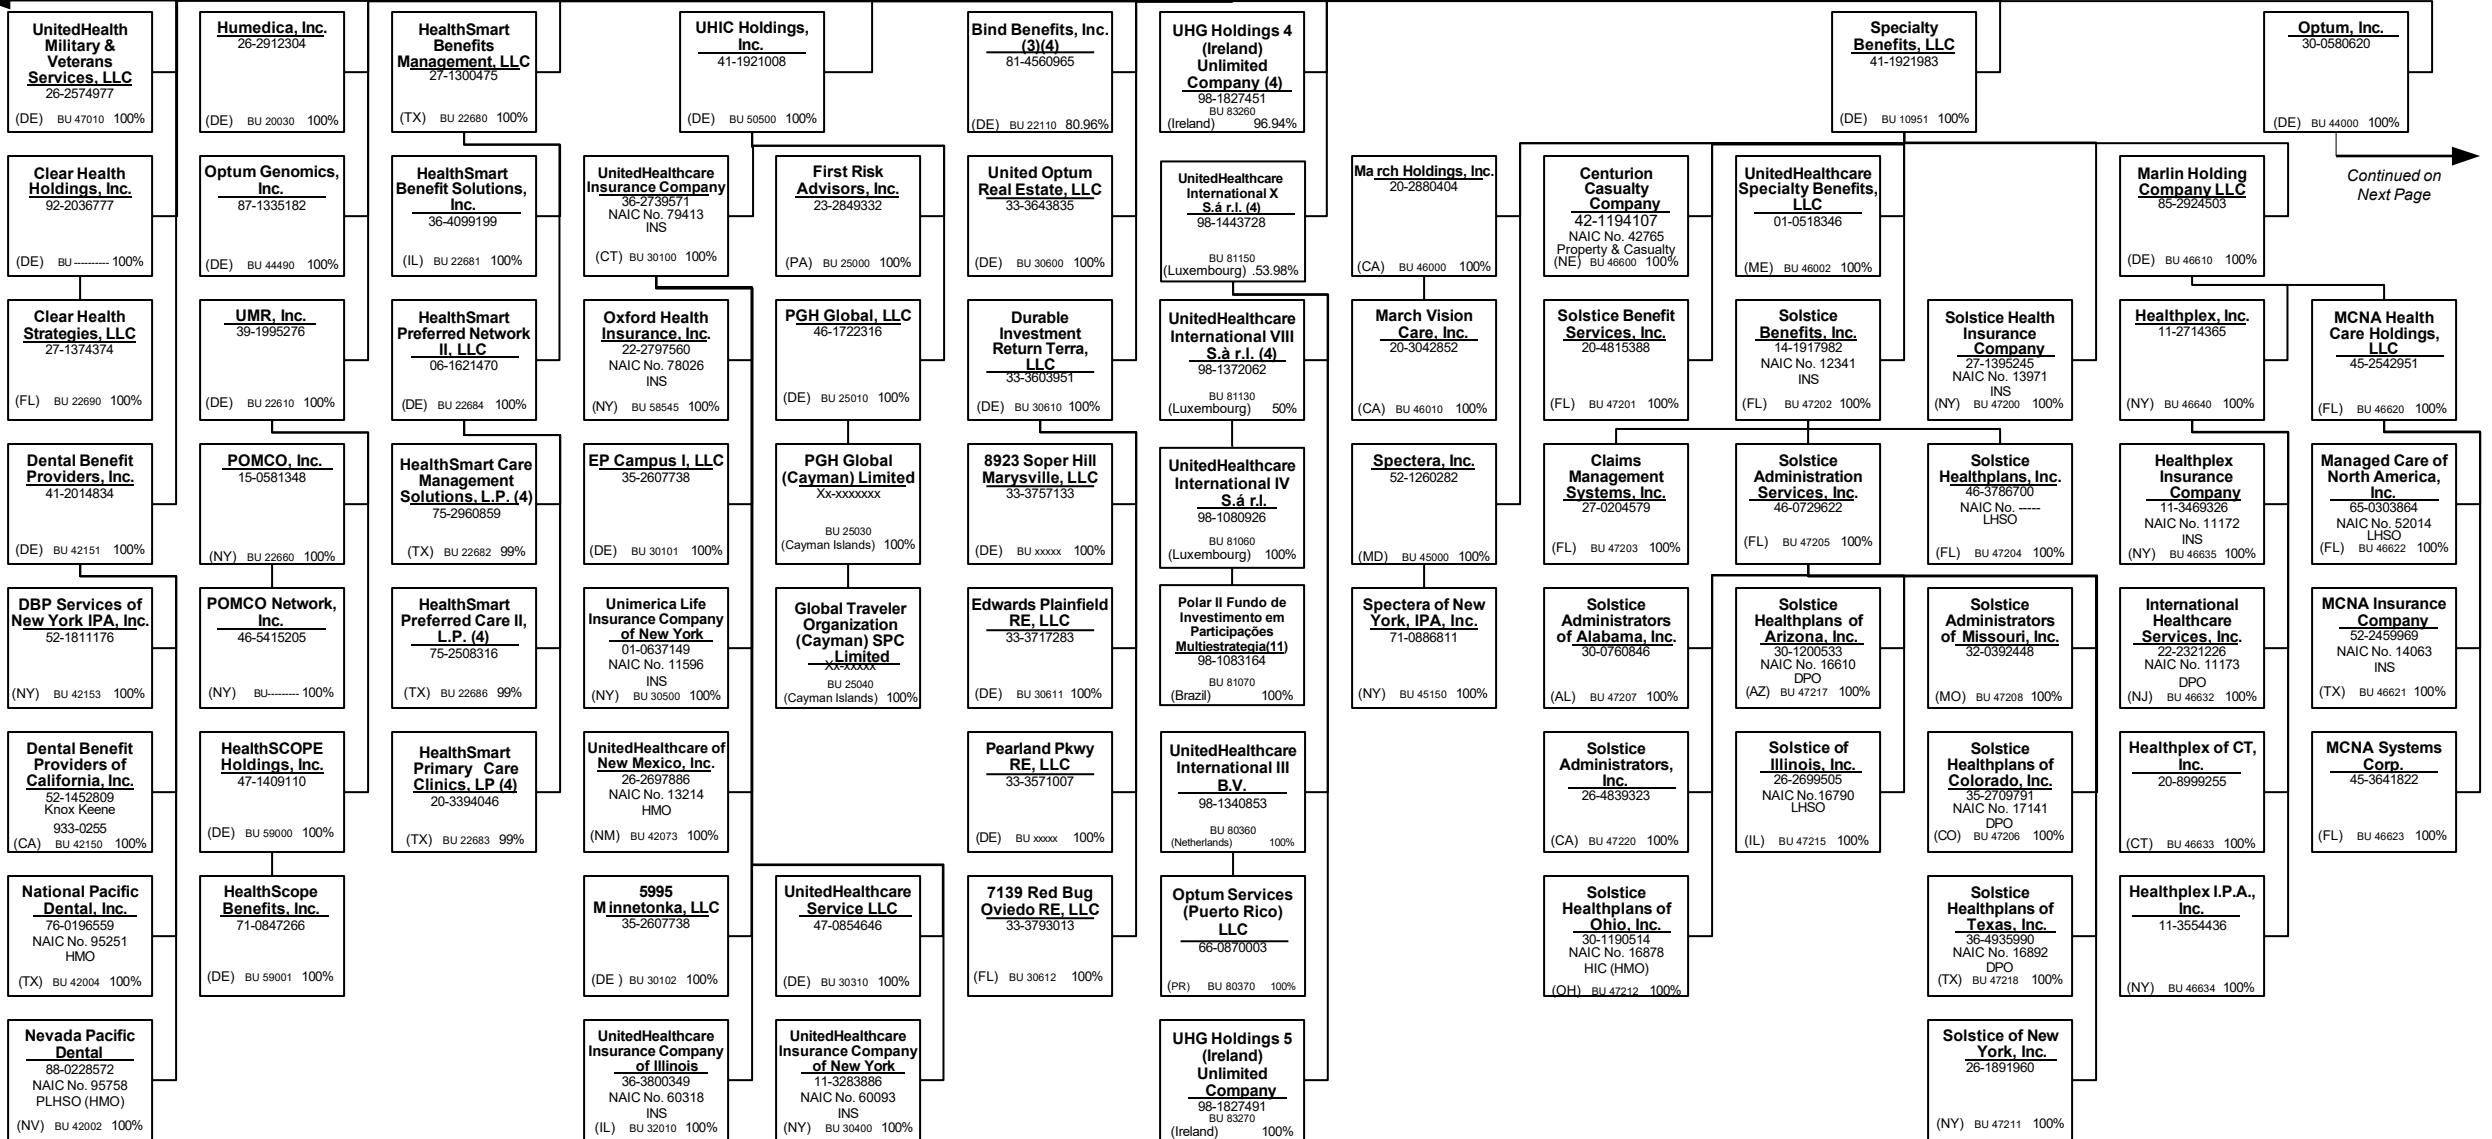 UnitedHealth
Military &
Veterans
Services, LLC
26-2574977
(DE) BU 47010 100%
Humedica, Inc.
26-2912304
(DE) BU 20030 100%
HealthSmart
Benefits
Management, LLC
27-1300475
(TX) BU 22680 100%
UHIC Holdings,
Inc.
41-1921008
(DE) BU 50500 100%
Bind Benefits, Inc.
(3)(4)
81-4560965
(DE) BU 22110 80.96%
UHG Holdings 4
(Ireland)
Unlimited
Company (4)
98-1827451
BU 83260
(Ireland) 96.94%
Specialty
Benefits, LLC
41-1921983
(DE) BU 10951 100%
Optum, Inc.
30-0580620
(DE) BU 44000 100%
Clear Health
Holdings, Inc.
92-2036777
(DE) BU ---------- 100%
Optum Genomics,
Inc.
87-1335182
(DE) BU 44490 100%
HealthSmart
Benefit Solutions,
Inc.
36-4099199
(IL) BU 22681 100%
UnitedHealthcare
Insurance Company
36-2739571
NAIC No. 79413
INS
(CT) BU 30100 100%
First Risk
Advisors, Inc.
23-2849332
(PA) BU 25000 100%
United Optum
Real Estate, LLC
33-3643835
(DE) BU 30600 100%
UnitedHealthcare
International X
S.á r.l. (4)
98-1443728
BU 81150
(Luxembourg) .53.98%
Ma rch Holdings, Inc.
20-2880404
(CA) BU 46000 100%
Centurion
Casualty
Company
42-1194107
NAIC No. 42765
Property & Casualty
(NE) BU 46600 100%
UnitedHealthcare
Specialty Benefits,
LLC
01-0518346
(ME) BU 46002 100%
Marlin Holding
Company LLC
85-2924503
(DE) BU 46610 100%
Continued on
Next Page
Clear Health
Strategies, LLC
27-1374374
(FL) BU 22690 100%
UMR, Inc.
39-1995276
(DE) BU 22610 100%
HealthSmart
Preferred Network
II, LLC
06-1621470
(DE) BU 22684 100%
Oxford Health
Insurance, Inc.
22-2797560
NAIC No. 78026
INS
(NY) BU 58545 100%
PGH Global, LLC
46-1722316
(DE) BU 25010 100%
Durable
Investment
Return Terra,
LLC
33-3603951
(DE) BU 30610 100%
UnitedHealthcare
International VIII
S.à r.l. (4)
98-1372062
BU 81130
(Luxembourg) 50%
March Vision
Care, Inc.
20-3042852
(CA) BU 46010 100%
Solstice Benefit
Services, Inc.
20-4815388
(FL) BU 47201 100%
Solstice
Benefits, Inc.
14-1917982
NAIC No. 12341
INS
(FL) BU 47202 100%
Solstice Health
Insurance
Company
27-1395245
NAIC No. 13971
INS
(NY) BU 47200 100%
Healthplex, Inc.
11-2714365
(NY) BU 46640 100%
MCNA Health
Care Holdings,
LLC
45-2542951
(FL) BU 46620 100%
Dental Benefit
Providers, Inc.
41-2014834
(DE) BU 42151 100%
POMCO, Inc.
15-0581348
(NY) BU 22660 100%
HealthSmart Care
Management
Solutions, L.P. (4)
75-2960859
(TX) BU 22682 99%
EP Campus I, LLC
35-2607738
(DE) BU 30101 100%
PGH Global
(Cayman) Limited
Xx-xxxxxxx
BU 25030
(Cayman Islands) 100%
8923 Soper Hill
Marysville, LLC
33-3757133
(DE) BU xxxxx 100%
UnitedHealthcare
International IV
S.á r.l.
98-1080926
BU 81060
(Luxembourg) 100%
Spectera, Inc.
52-1260282
(MD) BU 45000 100%
Claims
Management
Systems, Inc.
27-0204579
(FL) BU 47203 100%
Solstice
Administration
Services, Inc.
46-0729622
(FL) BU 47205 100%
Solstice
Healthplans, Inc.
46-3786700
NAIC No. -----
LHSO
(FL) BU 47204 100%
Healthplex
Insurance
Company
11-3469326
NAIC No. 11172
INS
(NY) BU 46635 100%
Managed Care of
North America,
Inc.
65-0303864
NAIC No. 52014
LHSO
(FL) BU 46622 100%
DBP Services of
New York IPA, Inc.
52-1811176
(NY) BU 42153 100%
POMCO Network,
Inc.
46-5415205
(NY) BU--------- 100%
HealthSmart
Preferred Care II,
L.P. (4)
75-2508316
(TX) BU 22686 99%
Unimerica Life
Insurance Company
of New York
01-0637149
NAIC No. 11596
INS
(NY) BU 30500 100%
Global Traveler
Organization
(Cayman) SPC
Limited
Xx-xxxxx
BU 25040
(Cayman Islands) 100%
Edwards Plainfield
RE, LLC
33-3717283
(DE) BU 30611 100%
Polar II Fundo de
Investimento em
Participações
Multiestrategia(11)
98-1083164
BU 81070
(Brazil) 100%
Spectera of New
York, IPA, Inc.
71-0886811
(NY) BU 45150 100%
Solstice
Administrators
of Alabama, Inc.
30-0760846
(AL) BU 47207 100%
Solstice
Healthplans of
Arizona, Inc.
30-1200533
NAIC No. 16610
DPO
(AZ) BU 47217 100%
Solstice
Administrators
of Missouri, Inc.
32-0392448
(MO) BU 47208 100%
International
Healthcare
Services, Inc.
22-2321226
NAIC No. 11173
DPO
(NJ) BU 46632 100%
MCNA Insurance
Company
52-2459969
NAIC No. 14063
INS
(TX) BU 46621 100%
Dental Benefit
Providers of
California, Inc.
52-1452809
Knox Keene
933-0255
(CA) BU 42150 100%
HealthSCOPE
Holdings, Inc.
47-1409110
(DE) BU 59000 100%
HealthSmart
Primary Care
Clinics, LP (4)
20-3394046
(TX) BU 22683 99%
UnitedHealthcare of
New Mexico, Inc.
26-2697886
NAIC No. 13214
HMO
(NM) BU 42073 100%
Pearland Pkwy
RE, LLC
33-3571007
(DE) BU xxxxx 100%
UnitedHealthcare
International III
B.V.
98-1340853
BU 80360
(Netherlands) 100%
Solstice
Administrators,
Inc.
26-4839323
(CA) BU 47220 100%
Solstice of
Illinois, Inc.
26-2699505
NAIC No.16790
LHSO
(IL) BU 47215 100%
Solstice
Healthplans of
Colorado, Inc.
35-2709791
NAIC No. 17141
DPO
(CO) BU 47206 100%
Healthplex of CT,
Inc.
20-8999255
(CT) BU 46633 100%
MCNA Systems
Corp.
45-3641822
(FL) BU 46623 100%
National Pacific
Dental, Inc.
76-0196559
NAIC No. 95251
HMO
(TX) BU 42004 100%
HealthScope
Benefits, Inc.
71-0847266
(DE) BU 59001 100%
5995
Minnetonka, LLC
35-2607738
(DE ) BU 30102 100%
UnitedHealthcare
Service LLC
47-0854646
(DE) BU 30310 100%
7139 Red Bug
Oviedo RE, LLC
33-3793013
(FL) BU 30612 100%
Optum Services
(Puerto Rico)
LLC
66-0870003
(PR) BU 80370 100%
Solstice
Healthplans of
Ohio, Inc.
30-1190514
NAIC No. 16878
HIC (HMO)
(OH) BU 47212 100%
Solstice
Healthplans of
Texas, Inc.
36-4935990
NAIC No. 16892
DPO
(TX) BU 47218 100%
Healthplex I.P.A.,
Inc.
11-3554436
(NY) BU 46634 100%
Nevada Pacific
Dental
88-0228572
NAIC No. 95758
PLHSO (HMO)
(NV) BU 42002 100%
UnitedHealthcare
Insurance Company
of Illinois
36-3800349
NAIC No. 60318
INS
(IL) BU 32010 100%
UnitedHealthcare
Insurance Company
of New York
11-3283886
NAIC No. 60093
INS
(NY) BU 30400 100%
UHG Holdings 5
(Ireland)
Unlimited
Company
98-1827491
BU 83270
(Ireland) 100%
Solstice of New
York, Inc.
26-1891960
(NY) BU 47211 100%